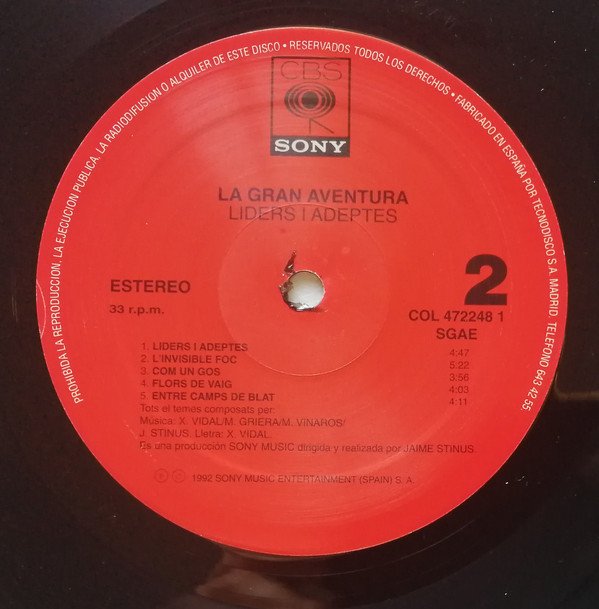 PROHIBIDA LA REPRODUCCION, LA EJECUCION PUBLICA, LA RADIODIFUSION O ALQUILER DE ESTE DISCO • RESERVADOS TODOS LOS DERECHOS • FABRICADO EN ESPAÑA POR TECNODISCO S.A. MADRID. TELEFONO 643 42 55.
CBS
SONY
LA GRAN AVENTURA
LIDERS I ADEPTES
ESTEREO
2
33 r.p.m.
COL 472248 1
SGAE
1. LIDERS I ADEPTES 4:47
2. L'INVISIBLE FOC 5:22
3. COM UN GOS 3:56
4. FLORS DE VAIG 4:03
5. ENTRE CAMPS DE BLAT 4:11
Tots el temes composats per:
Música: X. VIDAL/M. GRIERA/M. VINAROS/
J. STINUS. Lletra: X. VIDAL.
Es una producción SONY MUSIC dirigida y realizada por JAIME STINUS.
℗ © 1992 SONY MUSIC ENTERTAINMENT (SPAIN) S. A.